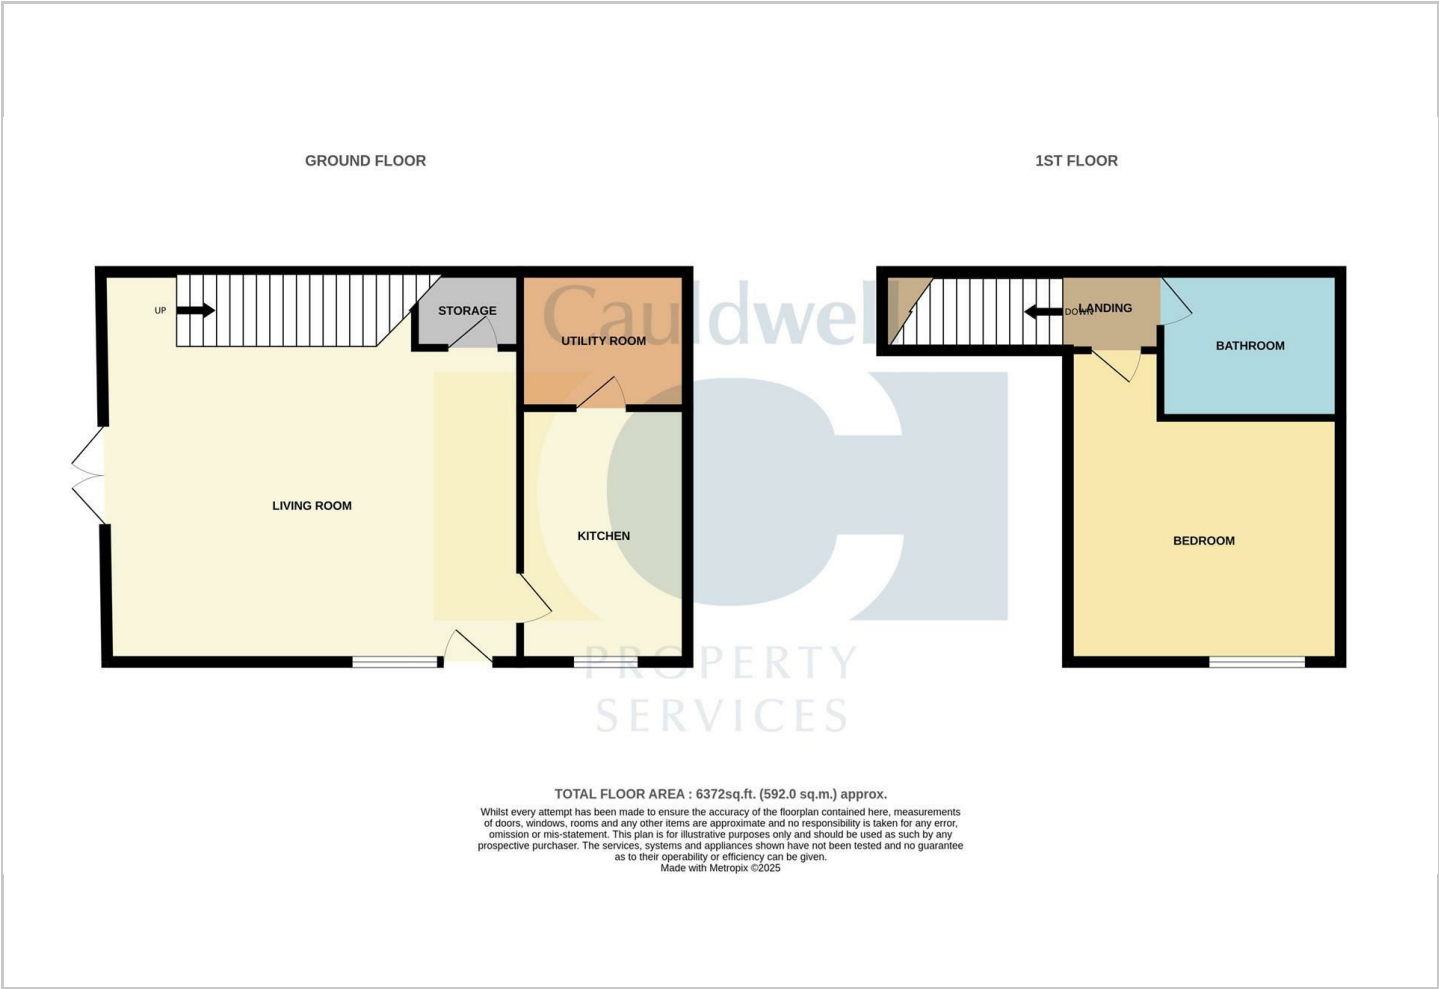 GROUND FLOOR
1ST FLOOR
UP
STORAGE
UTILITY ROOM
LIVING ROOM
KITCHEN
DOWN
LANDING
BATHROOM
BEDROOM
Cauldwell
PROPERTY
SERVICES
TOTAL FLOOR AREA : 6372sq.ft. (592.0 sq.m.) approx.
Whilst every attempt has been made to ensure the accuracy of the floorplan contained here, measurements
of doors, windows, rooms and any other items are approximate and no responsibility is taken for any error,
omission or mis-statement. This plan is for illustrative purposes only and should be used as such by any
prospective purchaser. The services, systems and appliances shown have not been tested and no guarantee
as to their operability or efficiency can be given.
Made with Metropix ©2025